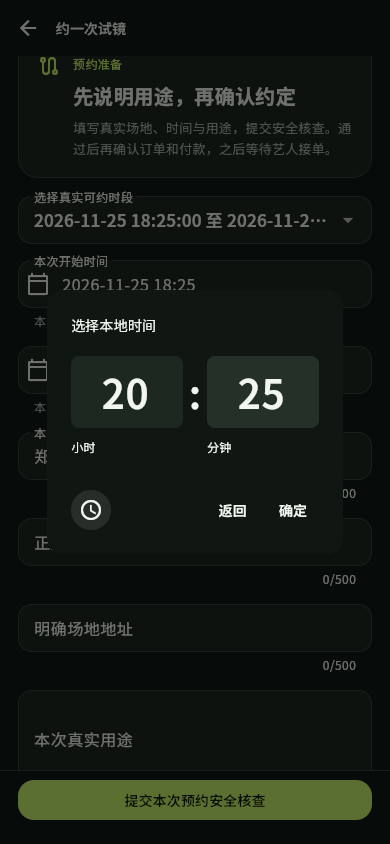 约一次试镜
预约准备
先说明用途，再确认约定
填写真实场地、时间与用途，提交安全核查。通
过后再确认订单和付款，之后等待艺人接单。
选择真实可约时段
2026-11-25 18:25:00 至 2026-11-2…
本次开始时间
2026-11-25 18:25
选择本地时间
20
:
25
小时
分钟
返回
确定
本
本
本
郑
00
正
0/500
明确场地地址
0/500
本次真实用途
提交本次预约安全核查